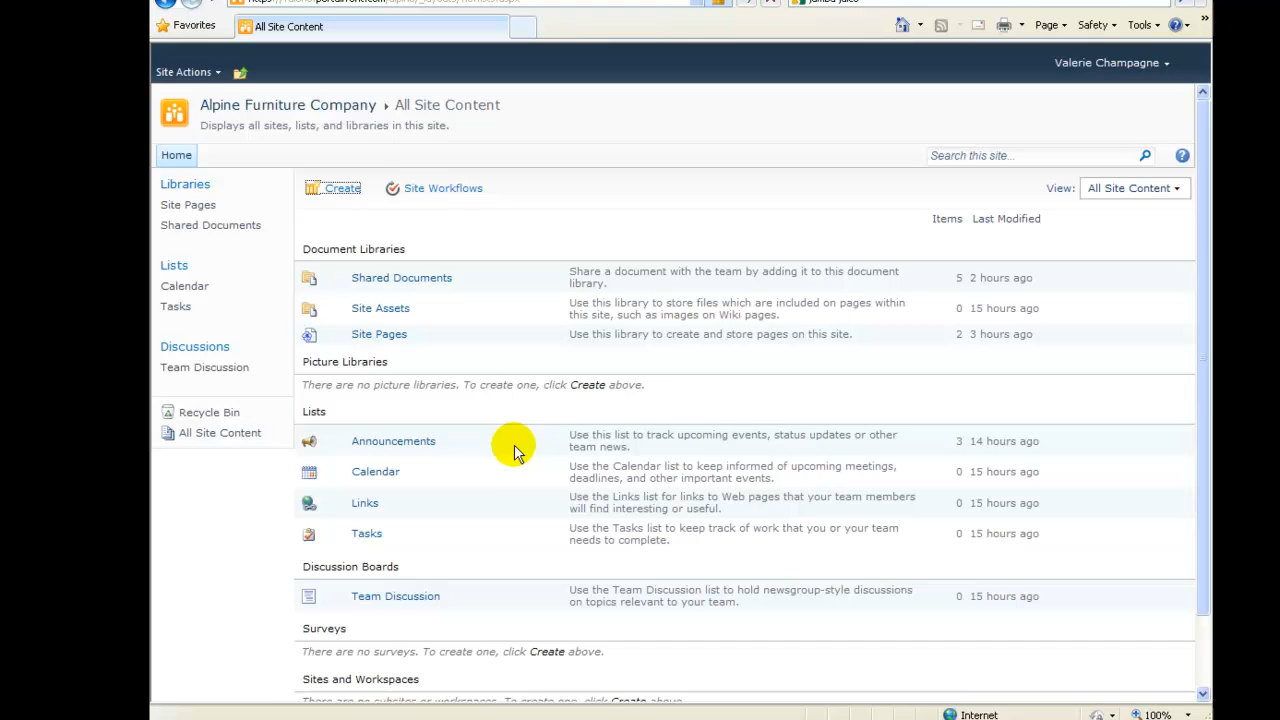 Favorites
All Site Content
Page
Safety
Tools
»
Site Actions
Valerie Champagne
Alpine Furniture Company ▸ All Site Content
Displays all sites, lists, and libraries in this site.
Home
Search this site...
Libraries
Site Pages
Shared Documents
Lists
Calendar
Tasks
Discussions
Team Discussion
Recycle Bin
All Site Content
Create
Site Workflows
View: All Site Content
Items Last Modified
Document Libraries
Shared Documents
Share a document with the team by adding it to this document
library.
5 2 hours ago
Site Assets
Use this library to store files which are included on pages within
this site, such as images on Wiki pages.
0 15 hours ago
Site Pages
Use this library to create and store pages on this site.
2 3 hours ago
Picture Libraries
There are no picture libraries. To create one, click Create above.
Lists
Announcements
Use this list to track upcoming events, status updates or other
team news.
3 14 hours ago
Calendar
Use the Calendar list to keep informed of upcoming meetings,
deadlines, and other important events.
0 15 hours ago
Links
Use the Links list for links to Web pages that your team members
will find interesting or useful.
0 15 hours ago
Tasks
Use the Tasks list to keep track of work that you or your team
needs to complete.
0 15 hours ago
Discussion Boards
Team Discussion
Use the Team Discussion list to hold newsgroup-style discussions
on topics relevant to your team.
0 15 hours ago
Surveys
There are no surveys. To create one, click Create above.
Sites and Workspaces
There are no subsites or workspaces. To create one, click Create above.
Internet
100%